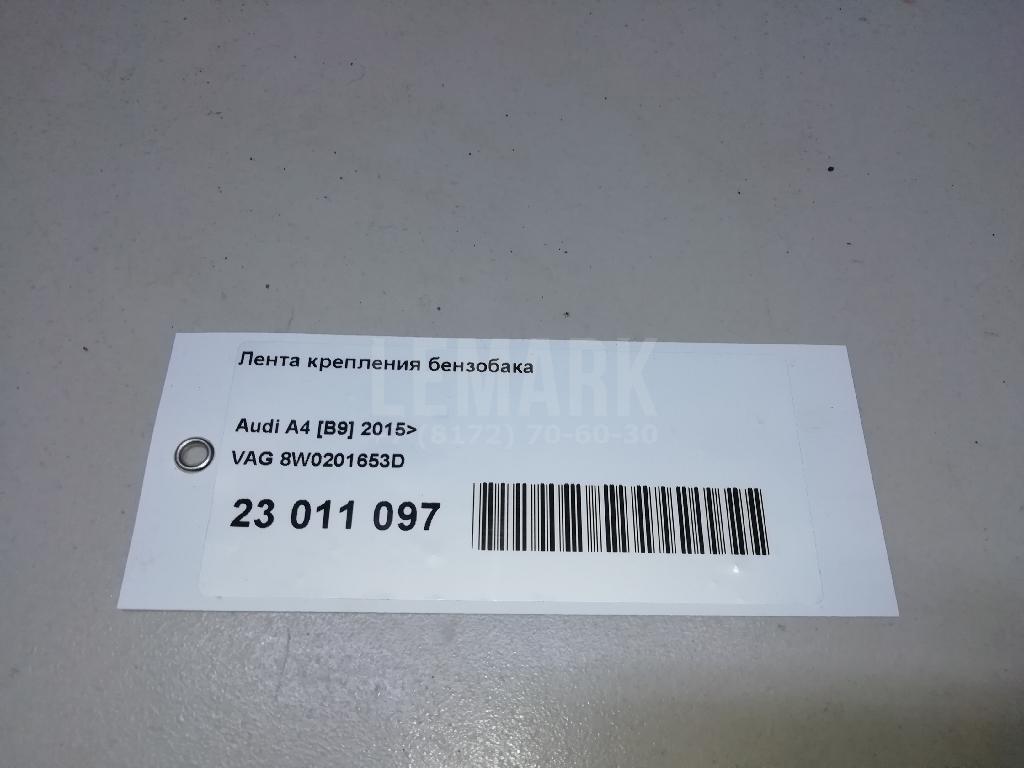 Лента крепления бензобака
LEMARK
(8172) 70-60-30
Audi A4 [B9] 2015>
VAG 8W0201653D
23 011 097